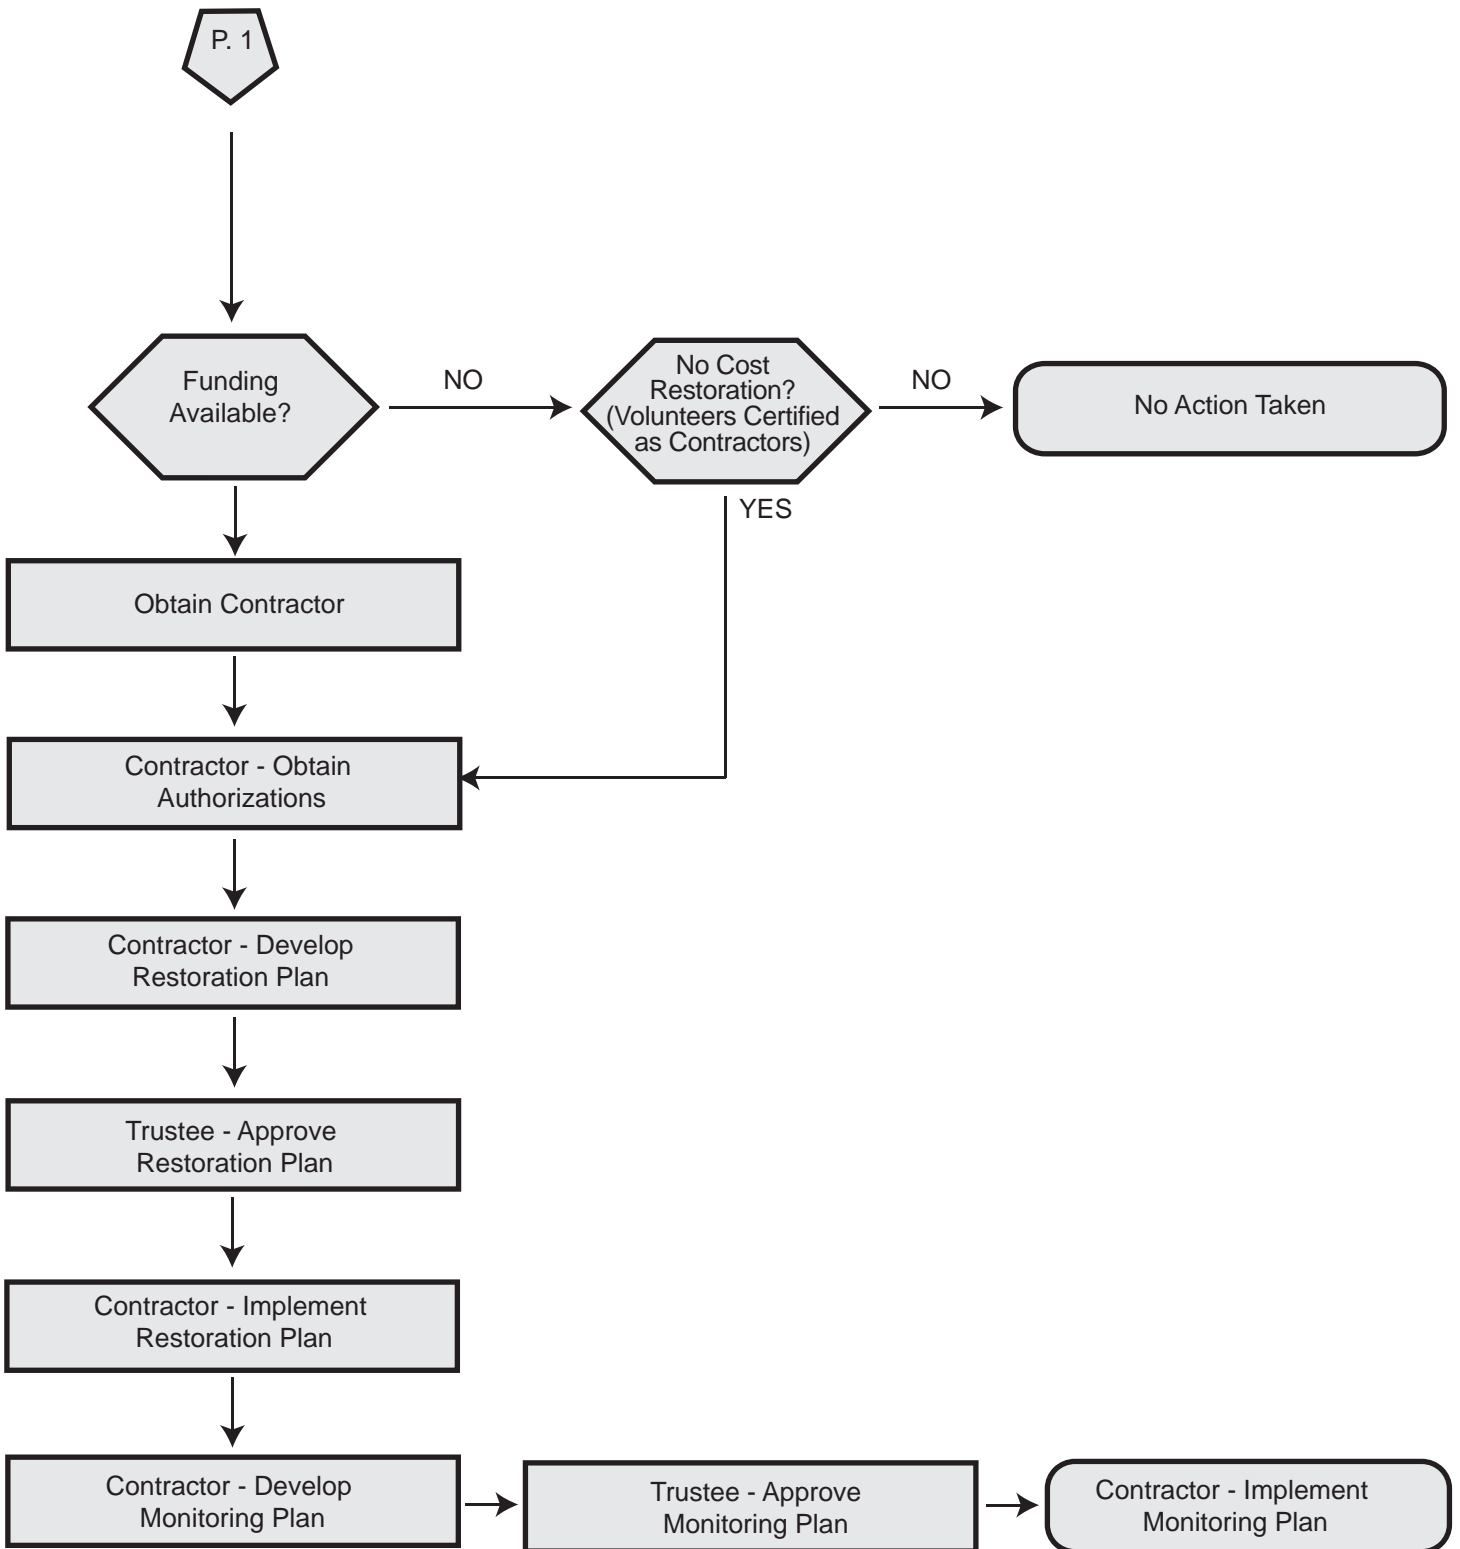 P. 1
Funding
Available?
NO
No Cost
Restoration?
(Volunteers Certified
as Contractors)
NO
No Action Taken
YES
Obtain Contractor
Contractor - Obtain
Authorizations
Contractor - Develop
Restoration Plan
Trustee - Approve
Restoration Plan
Contractor - Implement
Restoration Plan
Contractor - Develop
Monitoring Plan
Trustee - Approve
Monitoring Plan
Contractor - Implement
Monitoring Plan